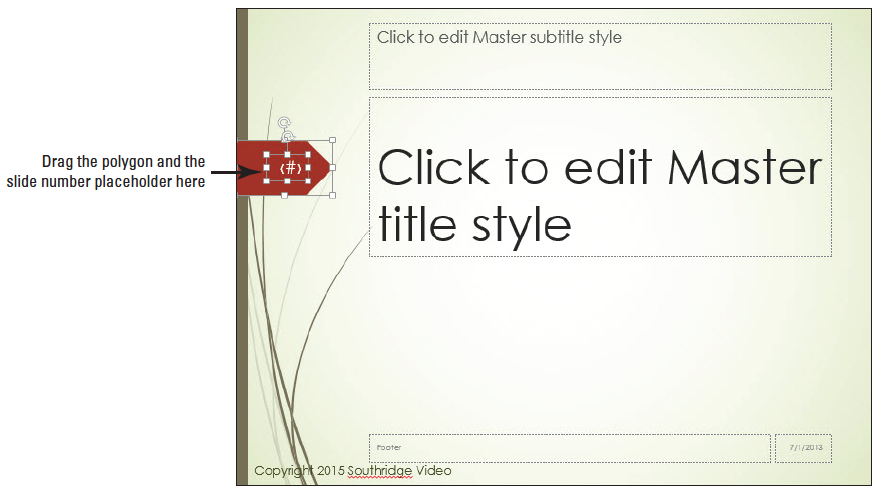 Click to edit Master subtitle style
Drag the polygon and the
slide number placeholder here
‹#›
Click to edit Master
title style
Footer
7/1/2013
Copyright 2015 Southridge Video